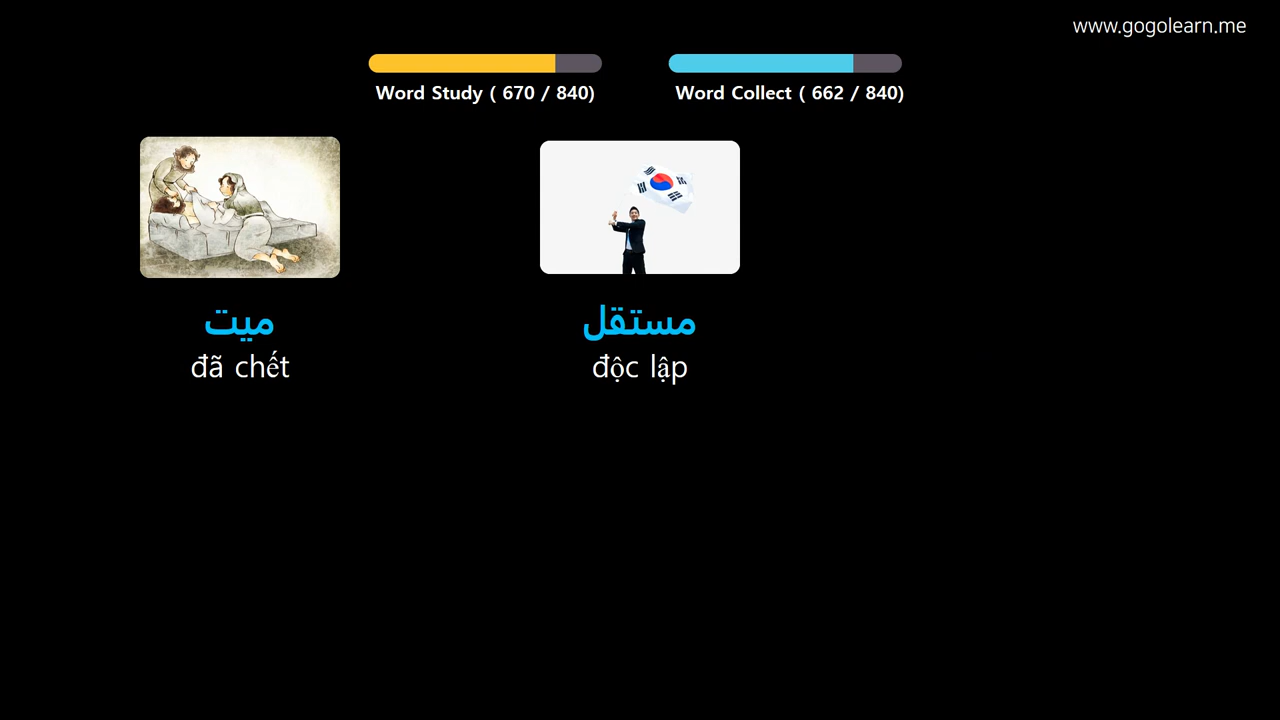 www.gogolearn.me
Word Study ( 670 / 840)
Word Collect ( 662 / 840)
ميت
đã chết
مستقل
độc lập